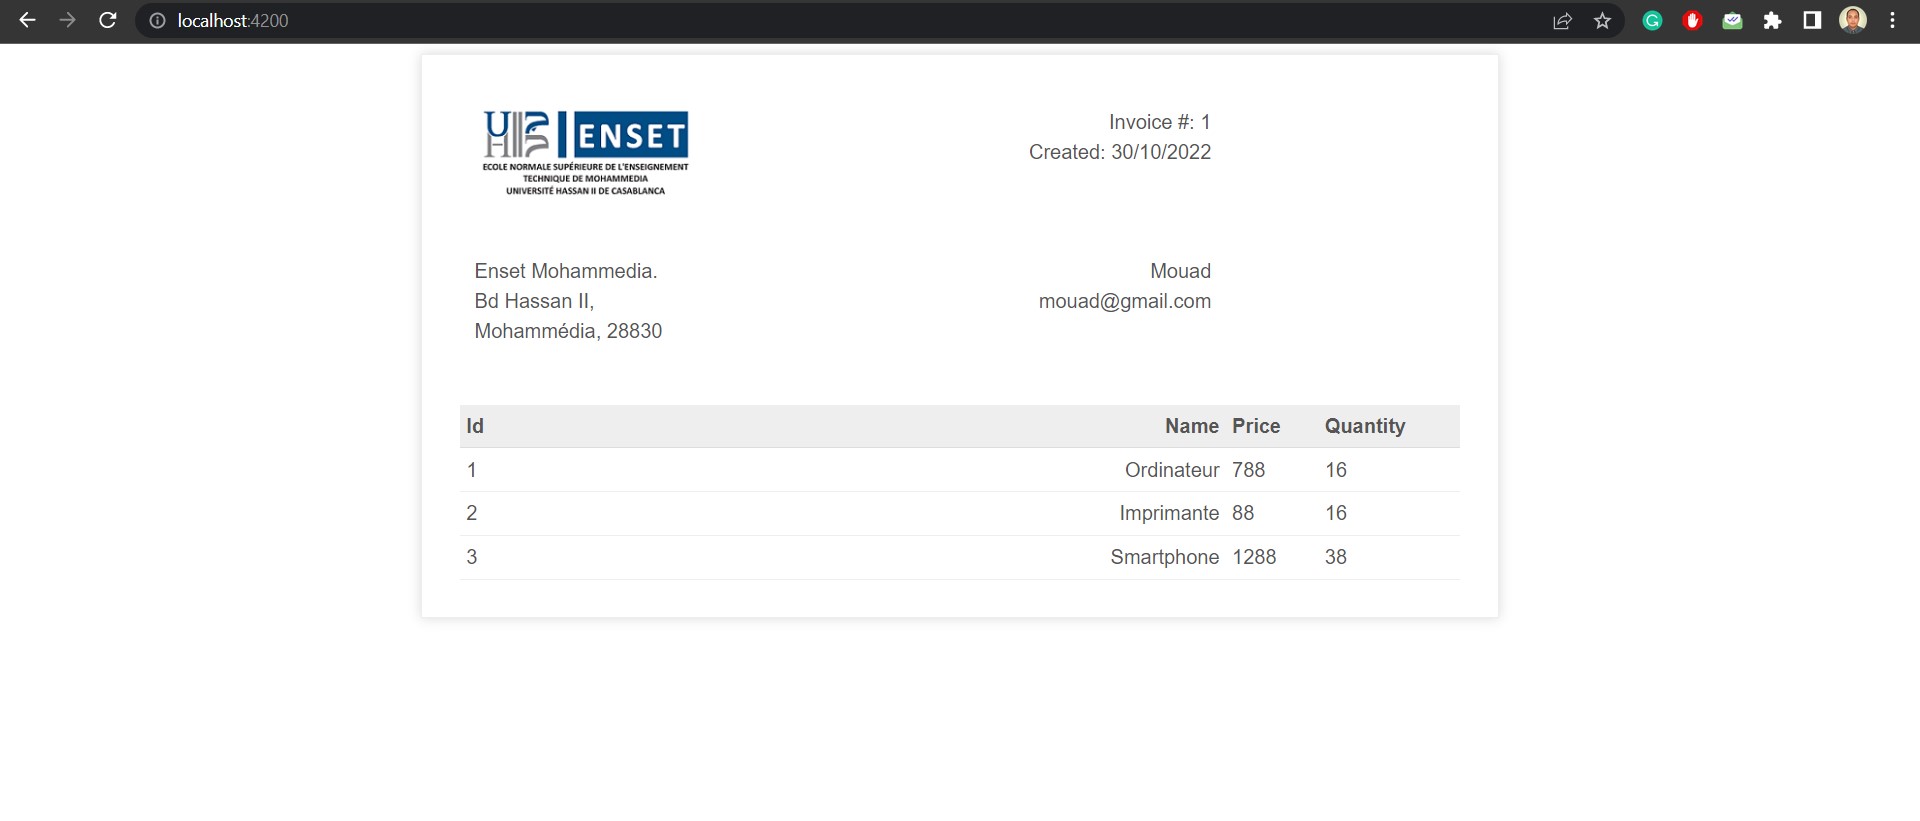 localhost:4200
UH2C ENSET
ECOLE NORMALE SUPÉRIEURE DE L'ENSEIGNEMENT
TECHNIQUE DE MOHAMMEDIA
UNIVERSITÉ HASSAN II DE CASABLANCA
Invoice #: 1
Created: 30/10/2022
Enset Mohammedia.
Bd Hassan II,
Mohammédia, 28830
Mouad
mouad@gmail.com
Id Name Price Quantity
1 Ordinateur 788 16
2 Imprimante 88 16
3 Smartphone 1288 38